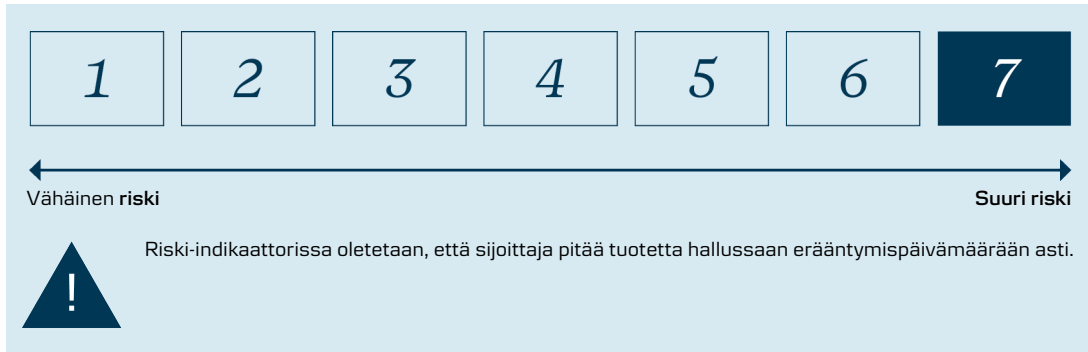 1 2 3 4 5 6 7
Vähäinen riski Suuri riski
Riski-indikaattorissa oletetaan, että sijoittaja pitää tuotetta hallussaan erääntymispäivämäärään asti.
!